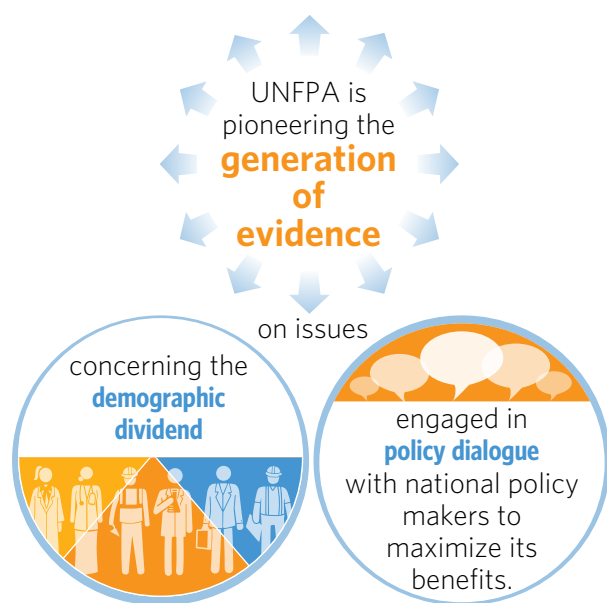 UNFPA is
pioneering the
generation
of
evidence
on issues
concerning the
demographic
dividend
engaged in
policy dialogue
with national policy
makers to
maximize its
benefits.